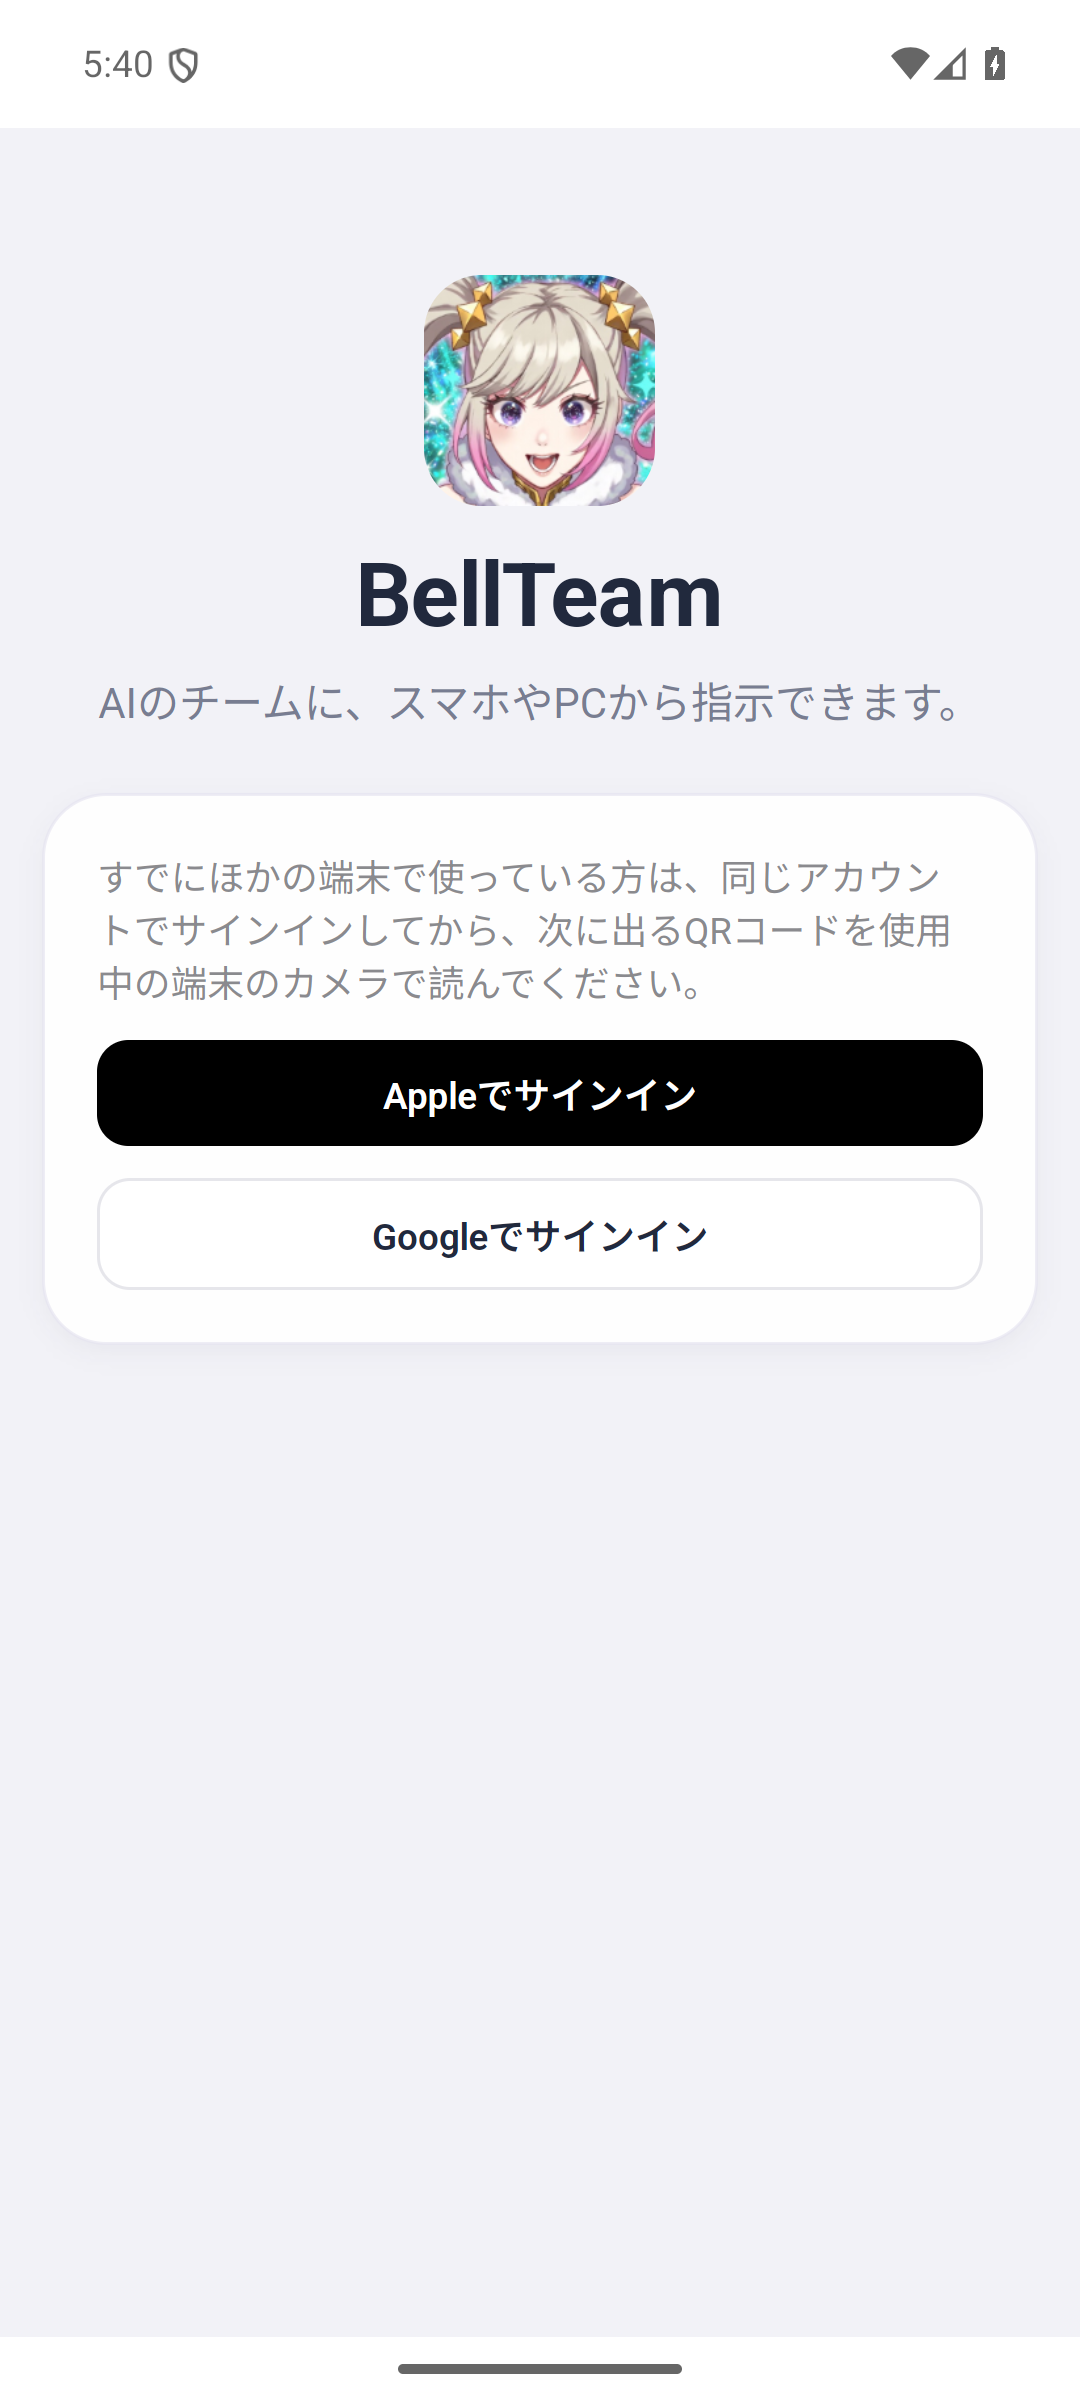 5:40
BellTeam
AIのチームに、スマホやPCから指示できます。
すでにほかの端末で使っている方は、同じアカウン
トでサインインしてから、次に出るQRコードを使用
中の端末のカメラで読んでください。
Appleでサインイン
Googleでサインイン